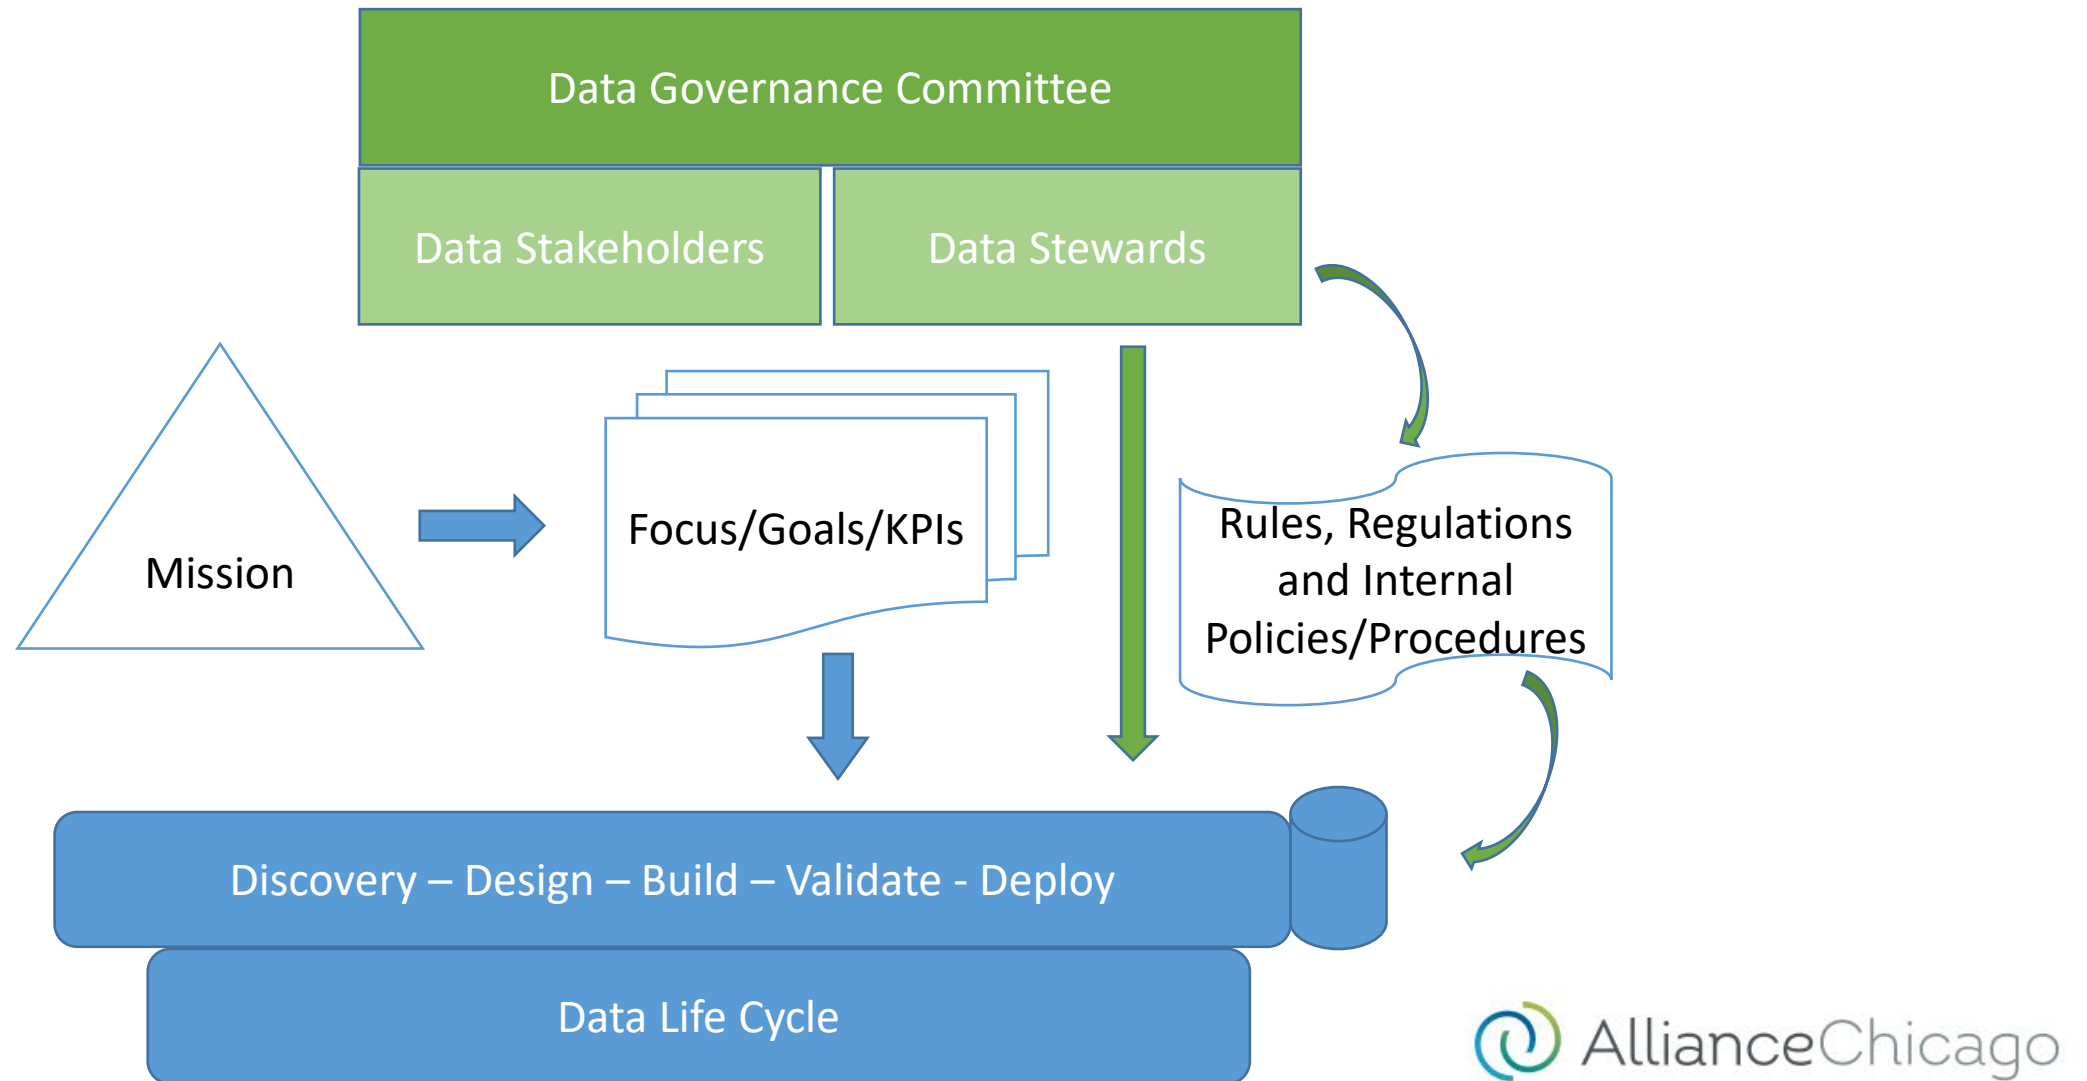 Data Governance Committee
Data Stakeholders
Data Stewards
Mission
Focus/Goals/KPIs
Rules, Regulations
and Internal
Policies/Procedures
Discovery – Design – Build – Validate - Deploy
Data Life Cycle
AllianceChicago